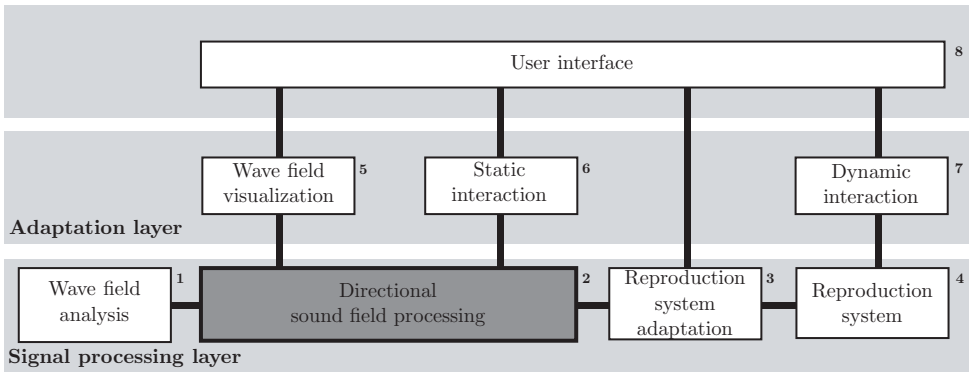 User interface
8
Wave field
visualization
5
Static
interaction
6
Dynamic
interaction
7
Adaptation layer
Wave field
analysis
1
Directional
sound field processing
2
Reproduction
system
adaptation
3
Reproduction
system
4
Signal processing layer